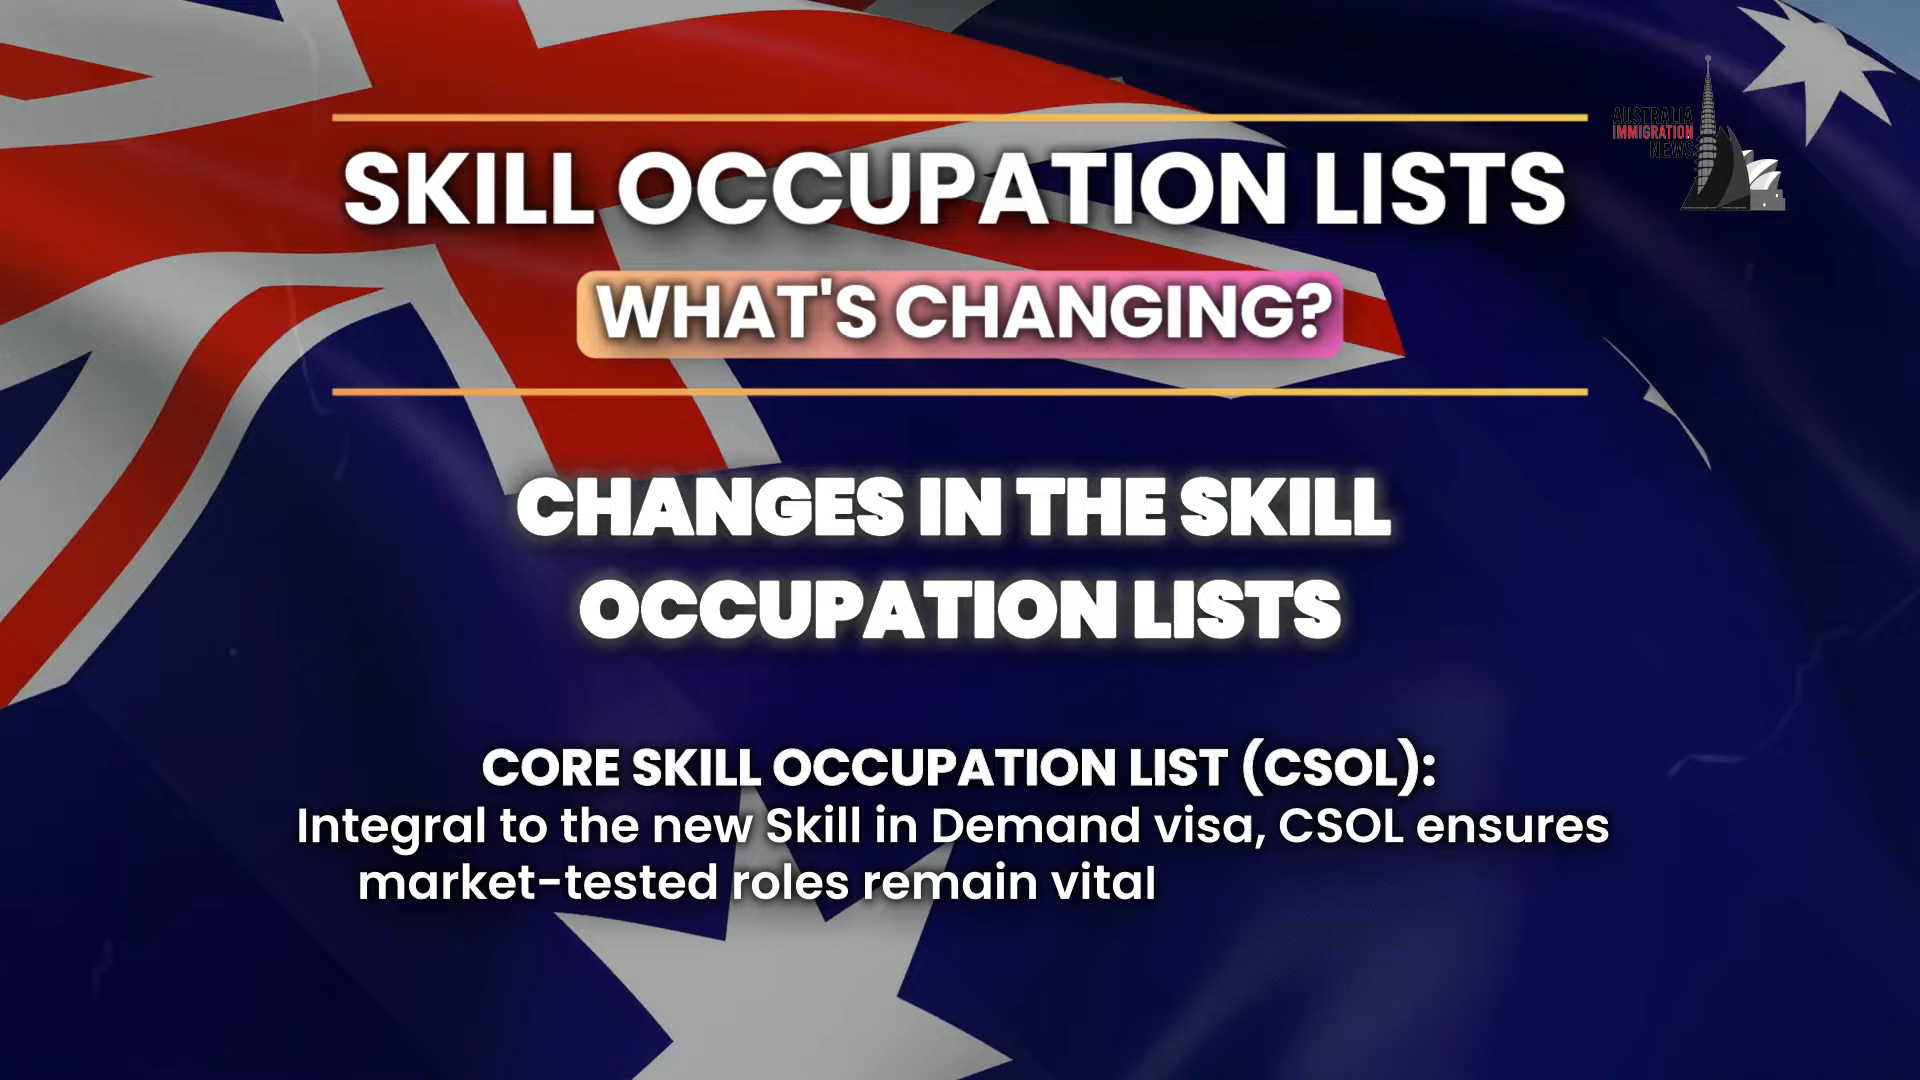 SKILL OCCUPATION LISTS
AUSTRALIA
IMMIGRATION
NEWS
WHAT'S CHANGING?
CHANGES IN THE SKILL
OCCUPATION LISTS
CORE SKILL OCCUPATION LIST (CSOL):
Integral to the new Skill in Demand visa, CSOL ensures
market-tested roles remain vital